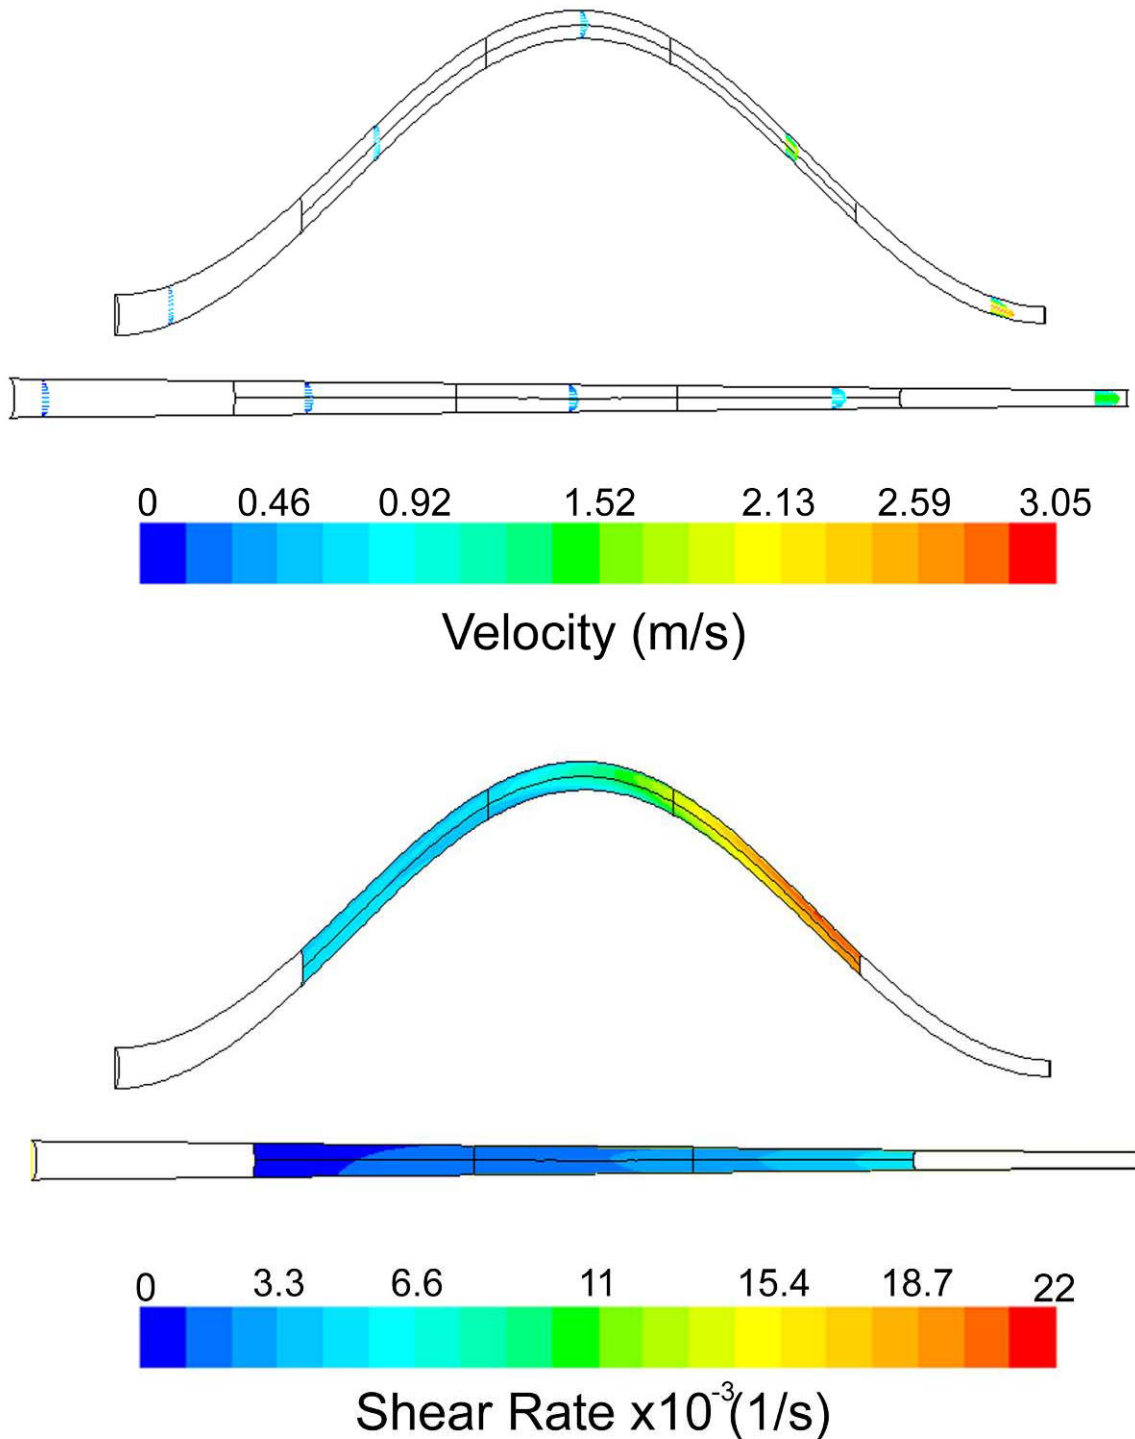 0 0.46 0.92 1.52 2.13 2.59 3.05
Velocity (m/s)
0 3.3 6.6 11 15.4 18.7 22
Shear Rate x10⁻³(1/s)